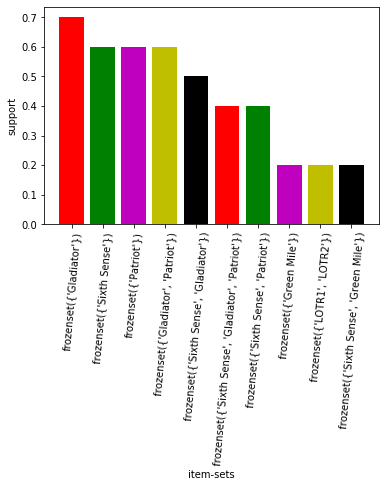 0.7
0.6
0.5
0.4
0.3
0.2
0.1
0.0
support
frozenset({'Gladiator'})
frozenset({'Sixth Sense'})
frozenset({'Patriot'})
frozenset({'Gladiator', 'Patriot'})
frozenset({'Sixth Sense', 'Gladiator'})
frozenset({'Sixth Sense', 'Gladiator', 'Patriot'})
frozenset({'Sixth Sense', 'Patriot'})
frozenset({'Green Mile'})
frozenset({'LOTR1', 'LOTR2'})
frozenset({'Sixth Sense', 'Green Mile'})
item-sets